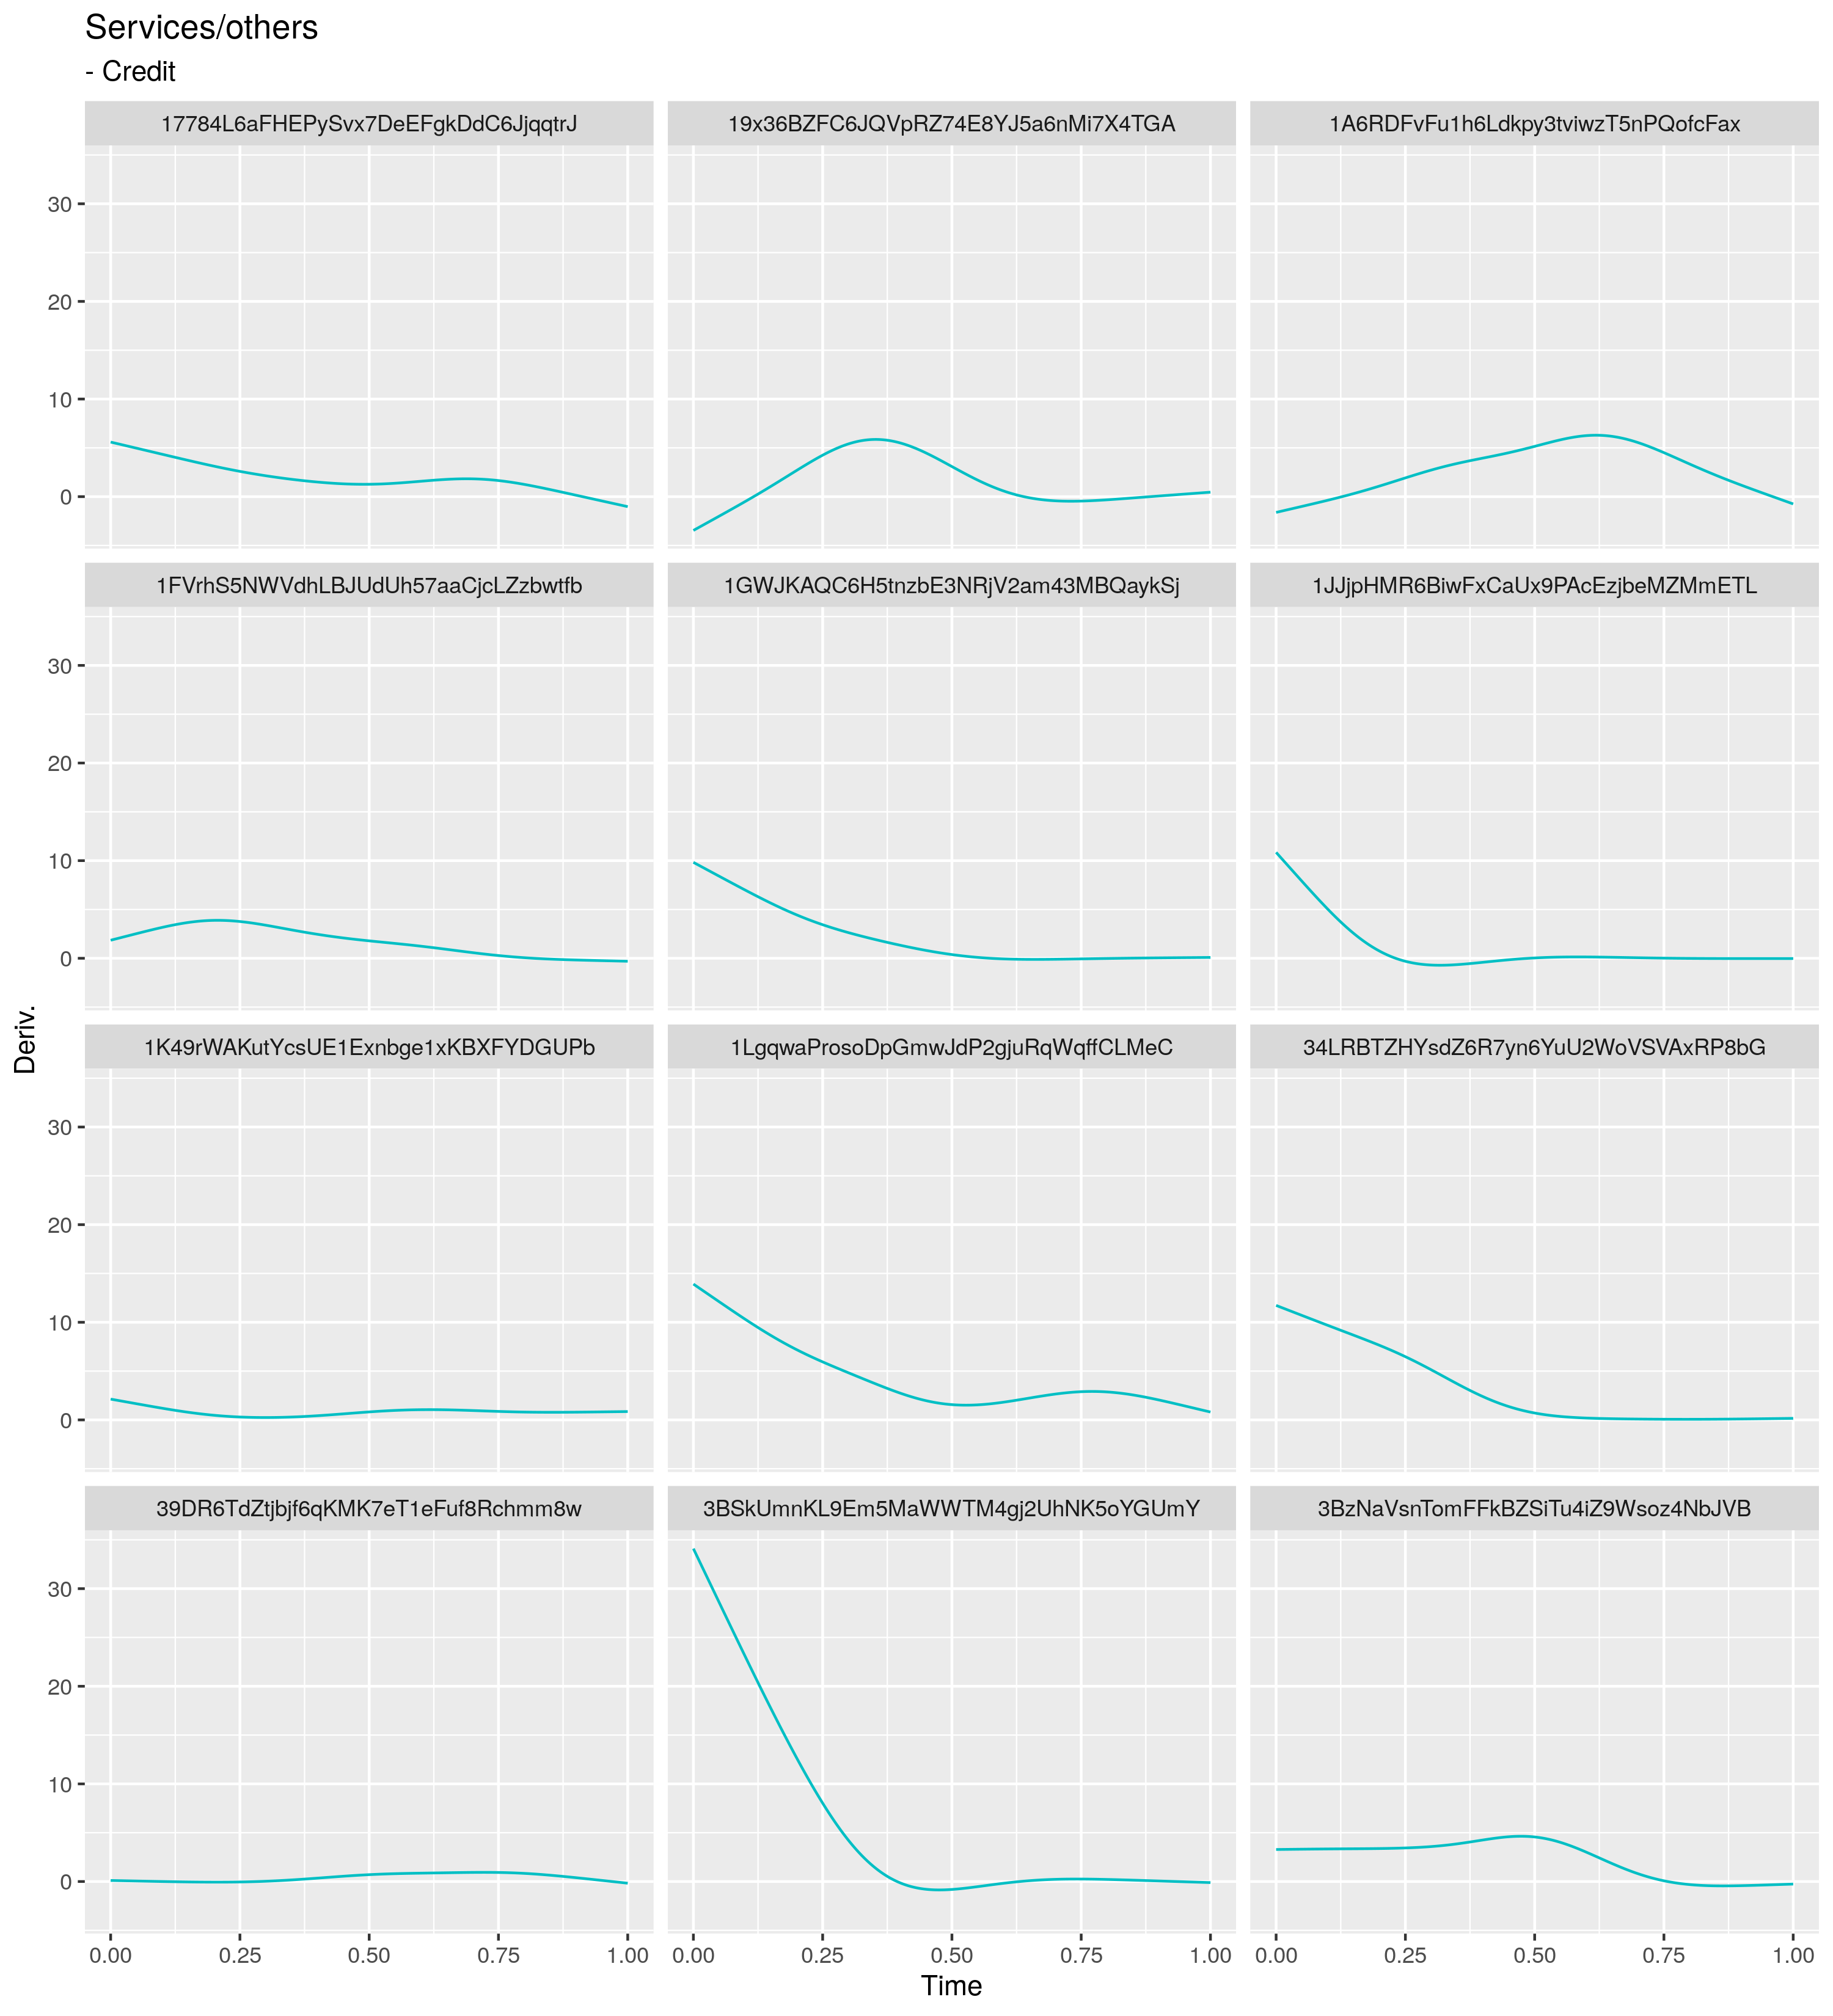 Services/others
- Credit
17784L6aFHEPySvx7DeEFgkDdC6JjqqtrJ
19x36BZFC6JQVpRZ74E8YJ5a6nMi7X4TGA
1A6RDFvFu1h6Ldkpy3tviwzT5nPQofcFax
30
20
10
0
1FVrhS5NWVdhLBJUdUh57aaCjcLZzbwtfb
1GWJKAQC6H5tnzbE3NRjV2am43MBQaykSj
1JJjpHMR6BiwFxCaUx9PAcEzjbeMZMmETL
30
20
10
0
Deriv.
1K49rWAKutYcsUE1Exnbge1xKBXFYDGUPb
1LgqwaProsoDpGmwJdP2gjuRqWqffCLMeC
34LRBTZHYsdZ6R7yn6YuU2WoVSVAxRP8bG
30
20
10
0
39DR6TdZtjbjf6qKMK7eT1eFuf8Rchmm8w
3BSkUmnKL9Em5MaWWTM4gj2UhNK5oYGUmY
3BzNaVsnTomFFkBZSiTu4iZ9Wsoz4NbJVB
30
20
10
0
0.00 0.25 0.50 0.75 1.00
0.00 0.25 0.50 0.75 1.00
0.00 0.25 0.50 0.75 1.00
Time